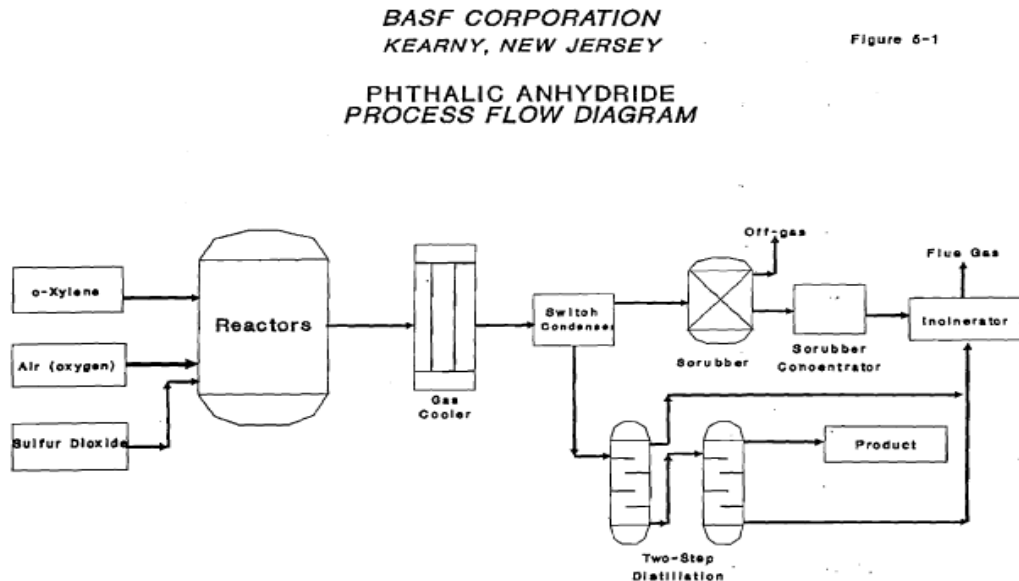 BASF CORPORATION
KEARNY, NEW JERSEY
Figure 5-1
PHTHALIC ANHYDRIDE
PROCESS FLOW DIAGRAM
Off-gas
Flue Gas
o-Xylene
Reactors
Switch
Condenser
Incinerator
Air (oxygen)
Scrubber
Scrubber
Concentrator
Gas
Cooler
Sulfur Dioxide
Product
Two-Step
Distillation